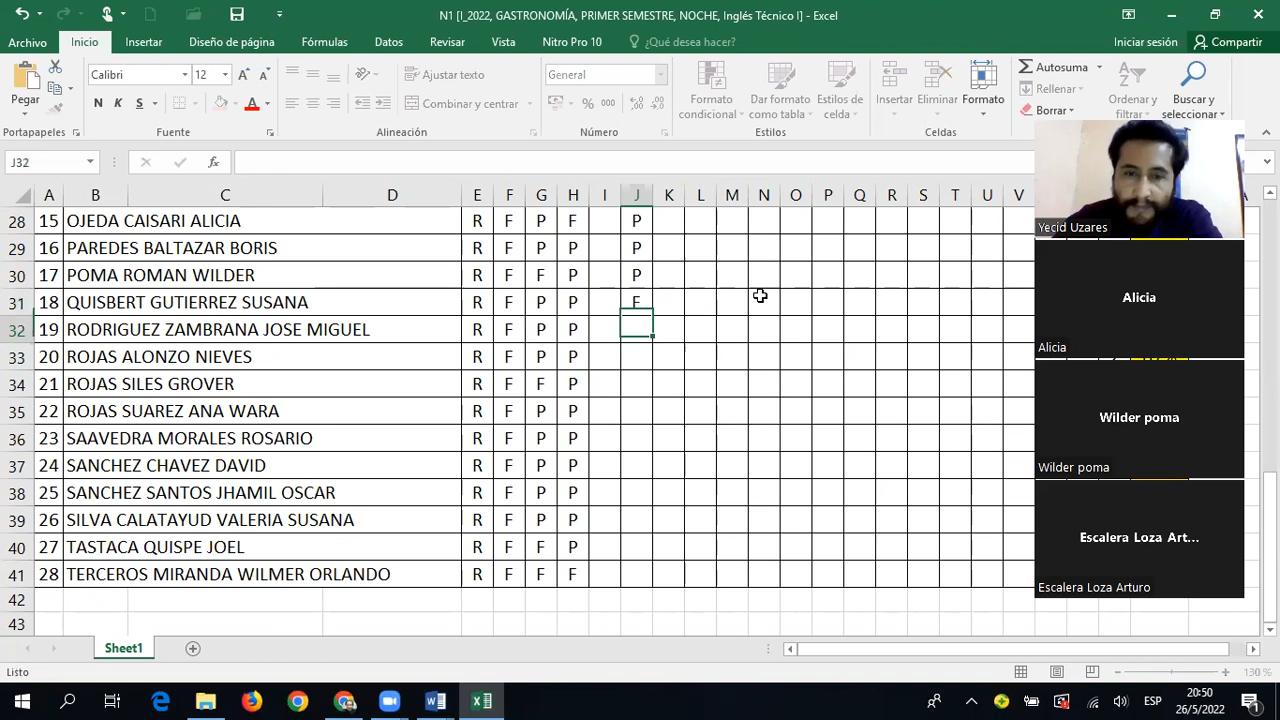 N1 [I_2022, GASTRONOMÍA, PRIMER SEMESTRE, NOCHE, Inglés Técnico I] - Excel
Archivo Inicio Insertar Diseño de página Fórmulas Datos Revisar Vista Nitro Pro 10 ¿Qué desea hacer? Iniciar sesión Compartir
Pegar Calibri 12 Ajustar texto General Formato condicional Dar formato como tabla Estilos de celda Insertar Eliminar Formato Autosuma Ordenar y filtrar Buscar y seleccionar
N K S Combinar y centrar % 000 Rellenar
Borrar
Portapapeles Fuente Alineación Número Estilos Celdas
J32 fx
A B C D E F G H I J K L M N O P Q R S T U V
28 15 OJEDA CAISARI ALICIA R F P F P
29 16 PAREDES BALTAZAR BORIS R F P P P
30 17 POMA ROMAN WILDER R F F P P
31 18 QUISBERT GUTIERREZ SUSANA R F P P F
32 19 RODRIGUEZ ZAMBRANA JOSE MIGUEL R F P P
33 20 ROJAS ALONZO NIEVES R F P P
34 21 ROJAS SILES GROVER R F F P
35 22 ROJAS SUAREZ ANA WARA R F P P
36 23 SAAVEDRA MORALES ROSARIO R F P P
37 24 SANCHEZ CHAVEZ DAVID R F P P
38 25 SANCHEZ SANTOS JHAMIL OSCAR R F P P
39 26 SILVA CALATAYUD VALERIA SUSANA R F P P
40 27 TASTACA QUISPE JOEL R F F P
41 28 TERCEROS MIRANDA WILMER ORLANDO R F F F
42
43
Yecid Uzares
Alicia
Alicia
Wilder poma
Wilder poma
Escalera Loza Art...
Escalera Loza Arturo
Sheet1
Listo 130 %
ESP 20:50
26/5/2022